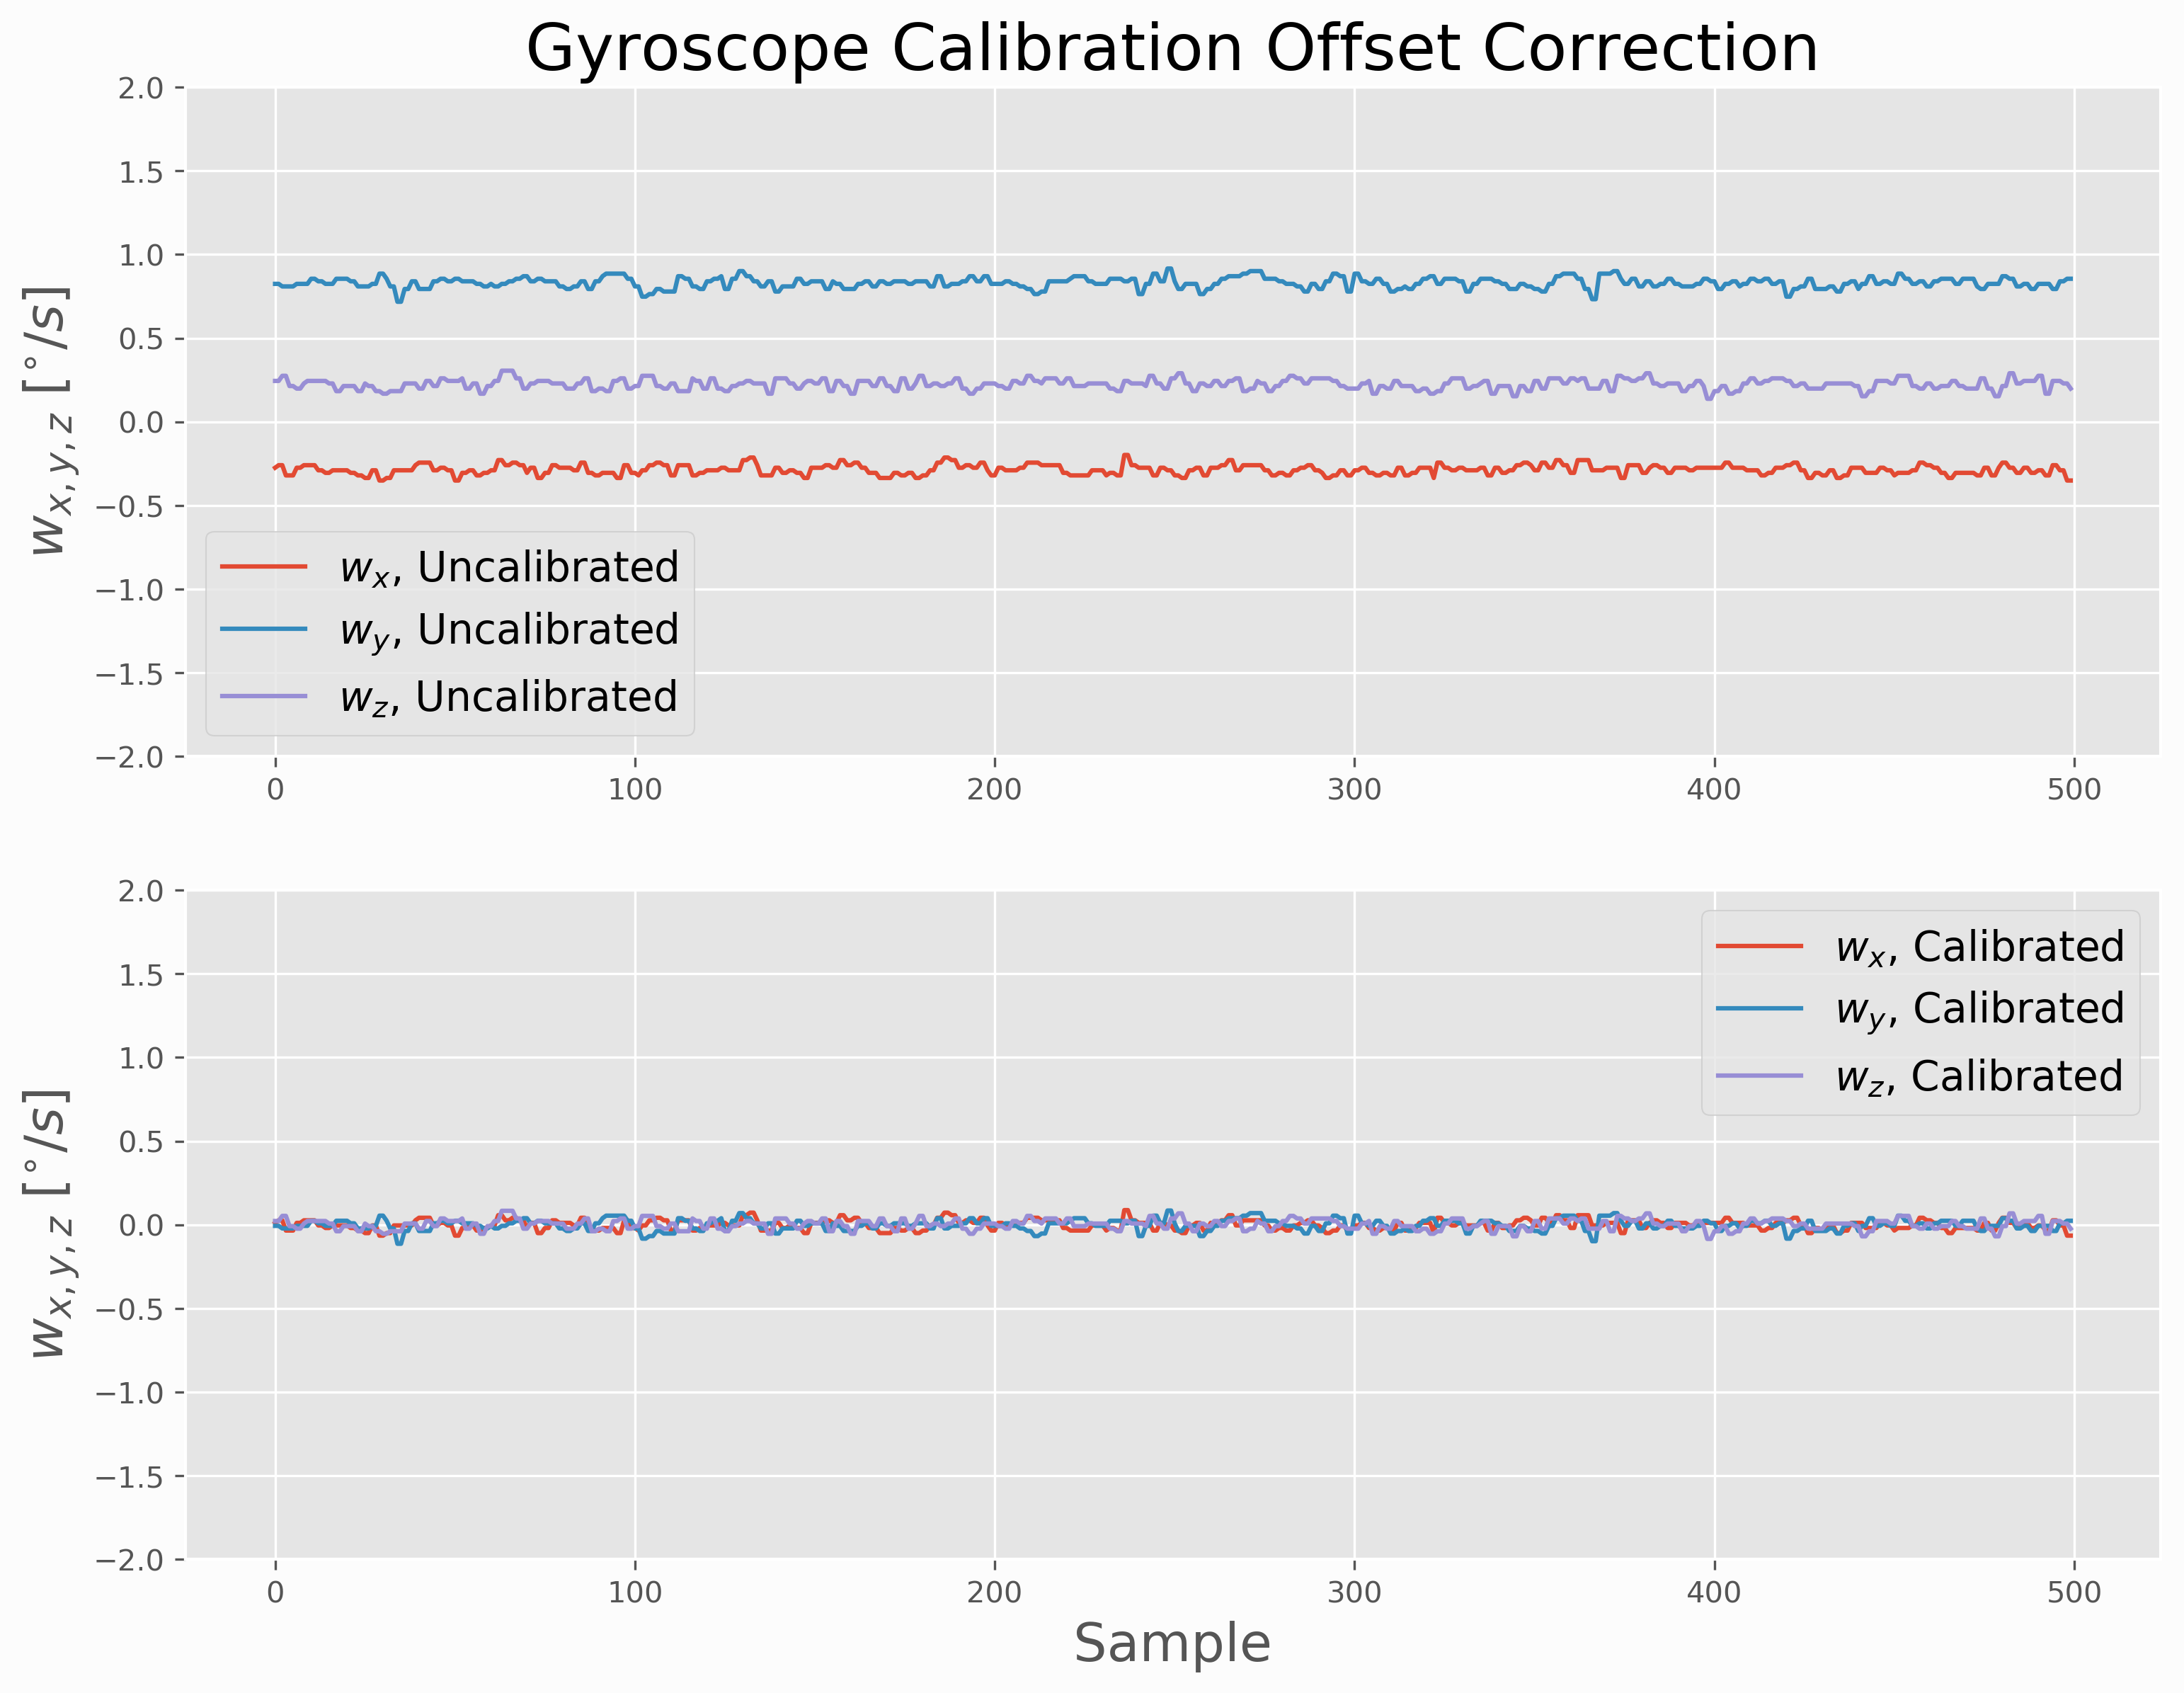 Gyroscope Calibration Offset Correction
2.0
1.5
1.0
0.5
0.0
−0.5
−1.0
−1.5
−2.0
w_{x,y,z} [°/s]
w_x, Uncalibrated
w_y, Uncalibrated
w_z, Uncalibrated
0 100 200 300 400 500
2.0
1.5
1.0
0.5
0.0
−0.5
−1.0
−1.5
−2.0
w_{x,y,z} [°/s]
w_x, Calibrated
w_y, Calibrated
w_z, Calibrated
0 100 200 300 400 500
Sample